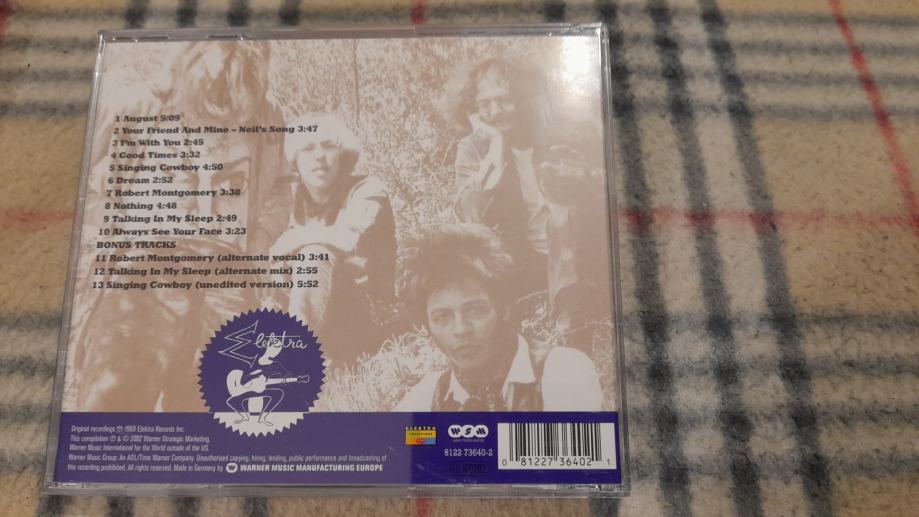 1 August 5:09
2 Your Friend And Mine – Neil's Song 3:47
3 I'm With You 2:45
4 Good Times 3:32
5 Singing Cowboy 4:50
6 Dream 2:52
7 Robert Montgomery 3:38
8 Nothing 4:48
9 Talking In My Sleep 2:49
10 Always See Your Face 3:23
BONUS TRACKS
11 Robert Montgomery (alternate vocal) 3:41
12 Talking In My Sleep (alternate mix) 2:55
13 Singing Cowboy (unedited version) 5:52
Elektra
Original recordings ℗ 1969 Elektra Records Inc.
This compilation ℗ & © 2002 Warner Strategic Marketing.
Warner Music International for the World outside of the US.
Warner Music Group: An AOL/Time Warner Company. Unauthorized copying, hiring, lending, public performance and broadcasting of
this recording prohibited. All rights reserved. Made in Germany by WARNER MUSIC MANUFACTURING EUROPE
ELEKTRA
TRADITIONS
WSM
8122 73640-2
0 81227 36402 1